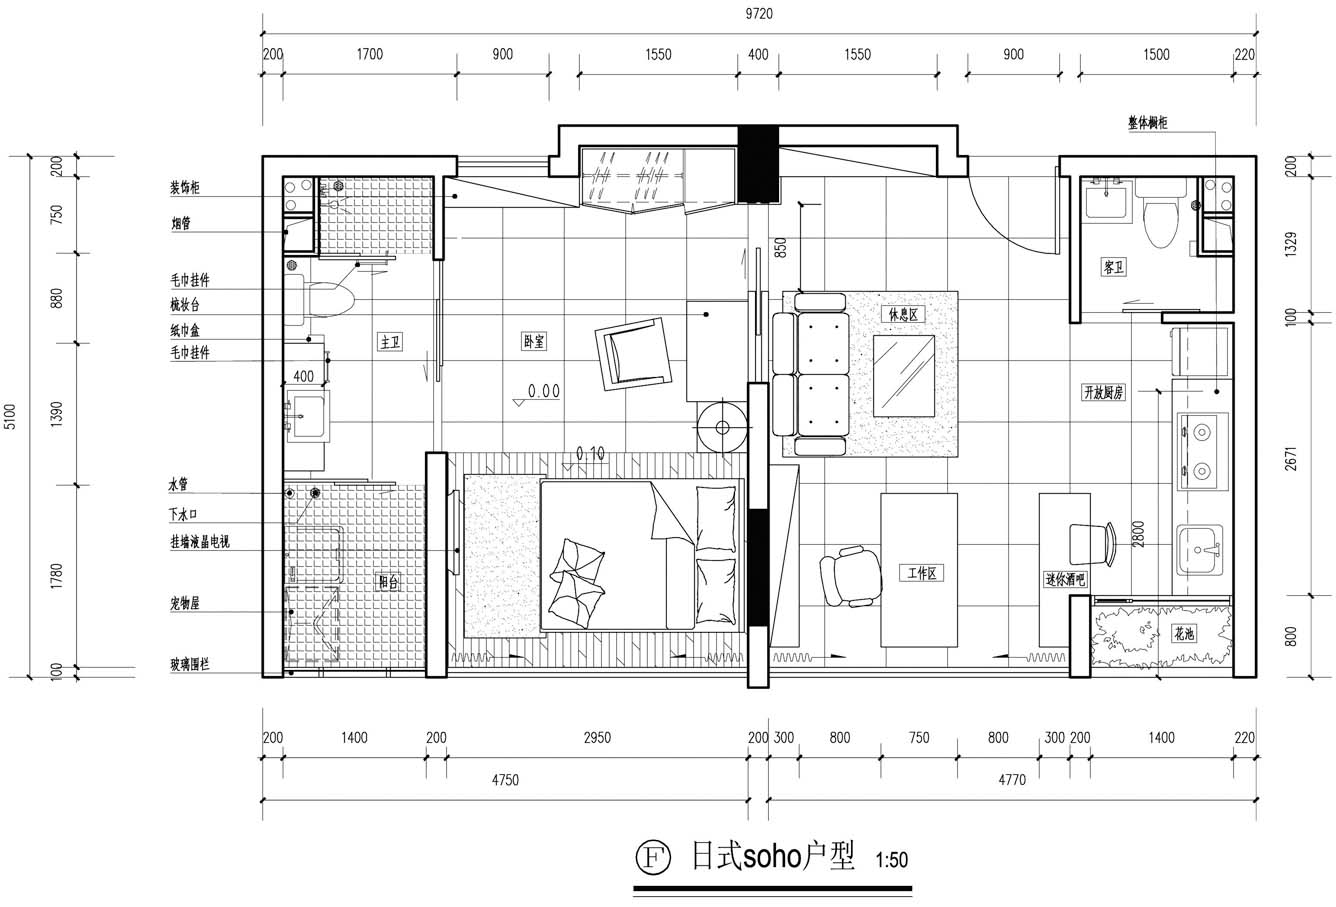 9720
200 1700 900 1550 400 1550 900 1500 220
整体橱柜
200
750
880
1390
1780
100
5100
装饰柜
烟管
毛巾挂件
梳妆台
纸巾盒
毛巾挂件
水管
下水口
挂墙液晶电视
宠物屋
玻璃围栏
400
主卫
卧室
0.00
0.10
阳台
850
休息区
客卫
开放厨房
2800
工作区
迷你酒吧
花池
200
1329
100
2671
800
200 1400 200 2950 200 300 800 750 800 300 200 1400 220
4750 4770
F 日式soho户型 1:50